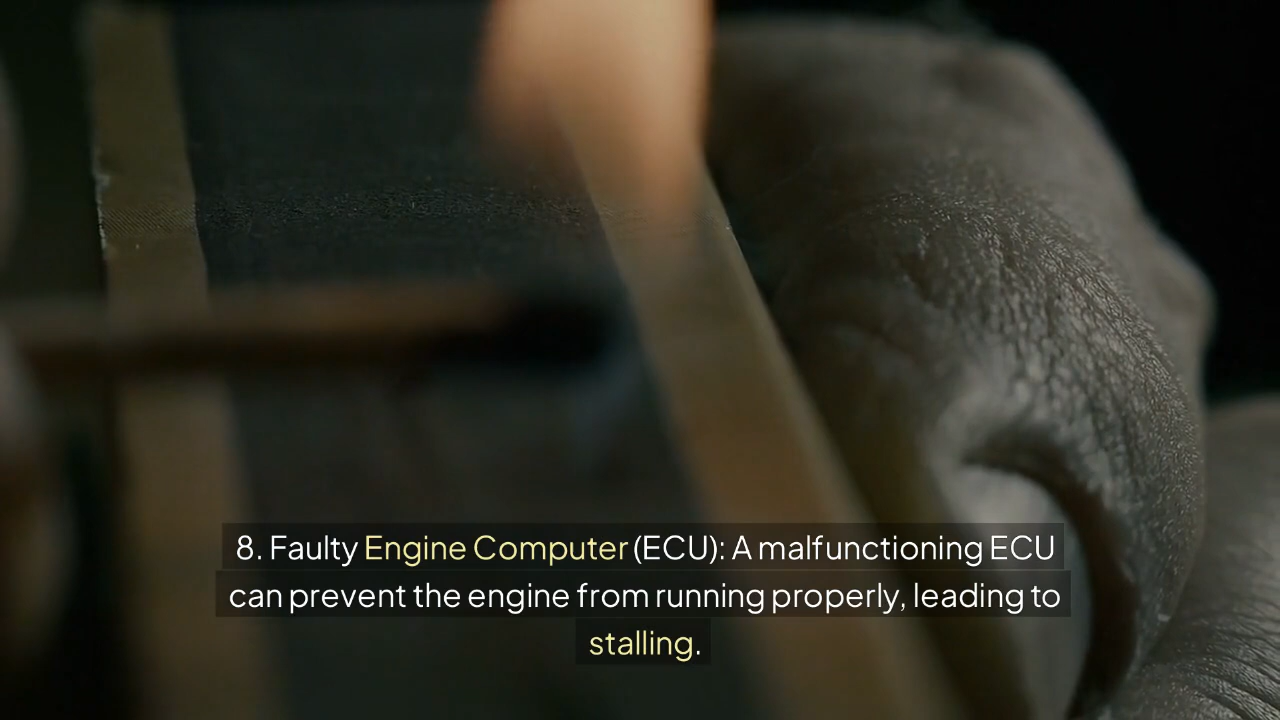 8. Faulty Engine Computer (ECU): A malfunctioning ECU
can prevent the engine from running properly, leading to
stalling.